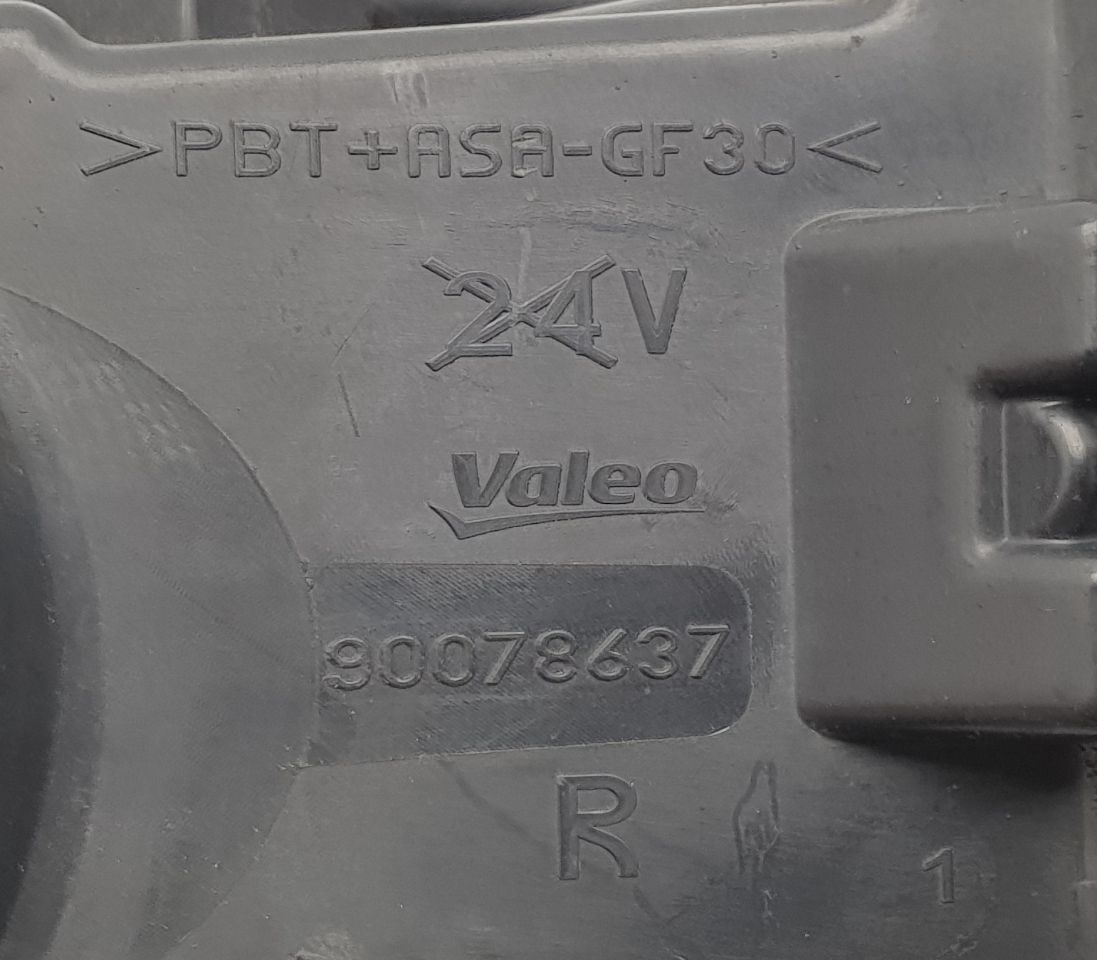 >PBT+ASA-GF30<
24V
Valeo
90078637
R
1